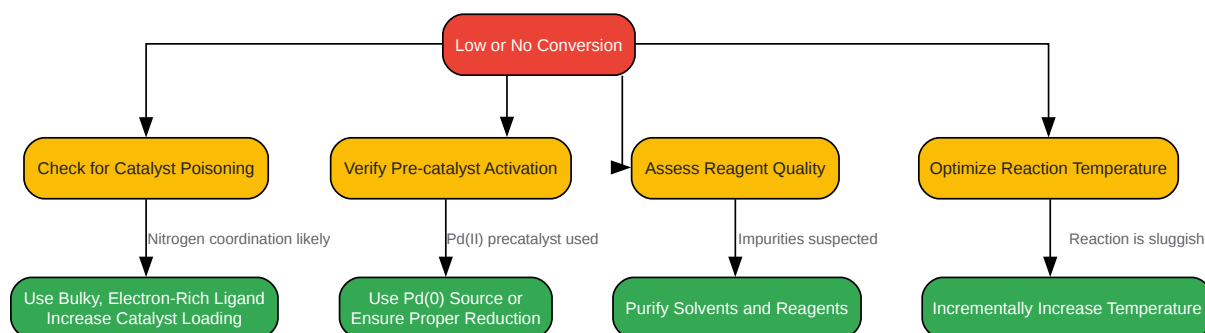 Low or No Conversion
Check for Catalyst Poisoning
Verify Pre-catalyst Activation
Assess Reagent Quality
Optimize Reaction Temperature
Nitrogen coordination likely
Pd(II) precatalyst used
Impurities suspected
Reaction is sluggish
Use Bulky, Electron-Rich Ligand
Increase Catalyst Loading
Use Pd(0) Source or
Ensure Proper Reduction
Purify Solvents and Reagents
Incrementally Increase Temperature